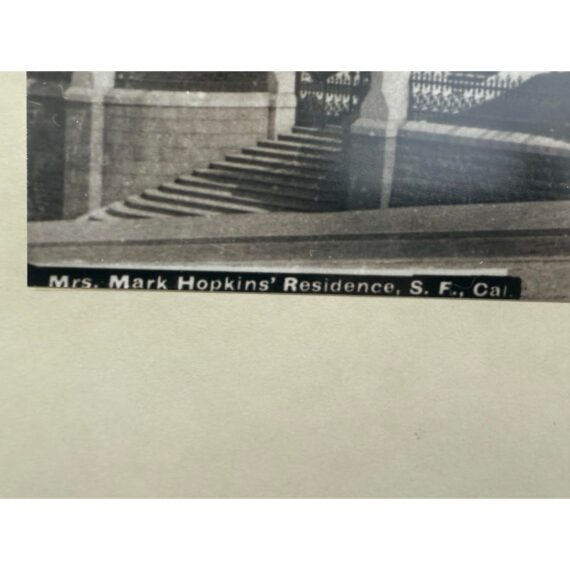 Mrs. Mark Hopkins' Residence, S. F., Cal.